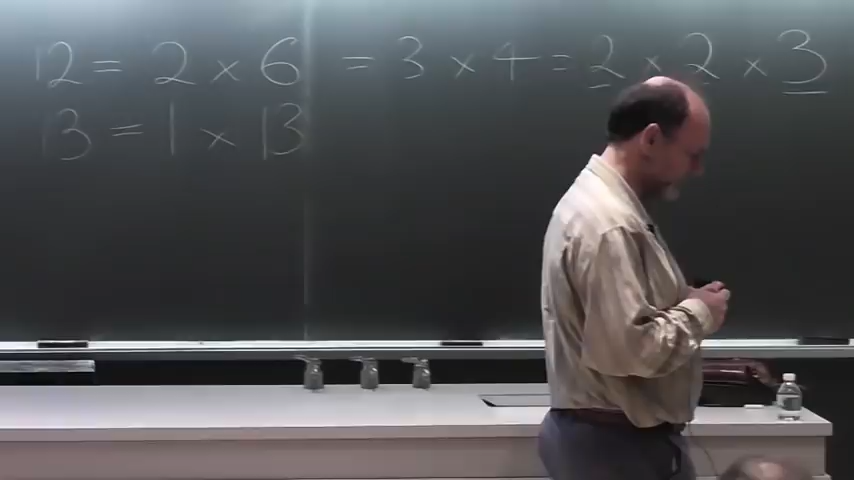 12 = 2 × 6 = 3 × 4 = 2 × 2 × 3
13 = 1 × 13